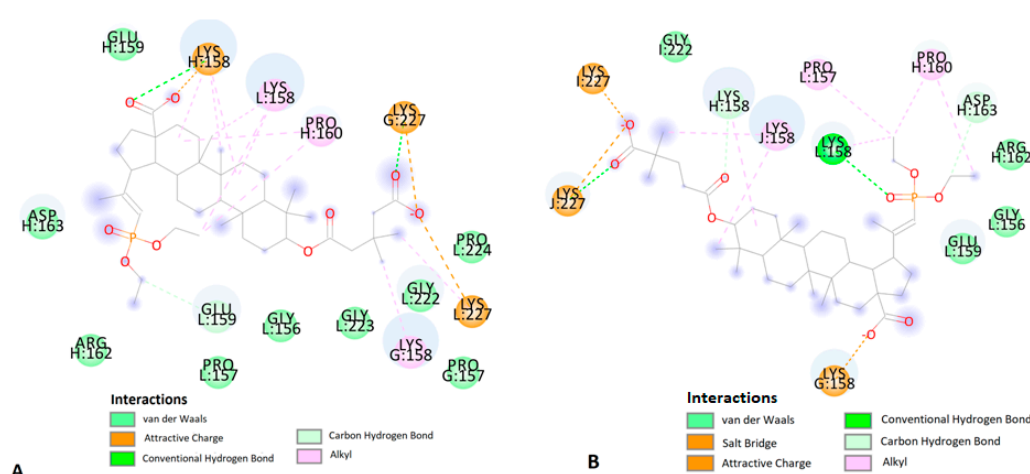 GLU
H:159
LYS
H:158
LYS
L:158
PRO
H:160
LYS
G:227
ASP
H:163
PRO
L:224
GLU
L:159
GLY
L:156
GLY
L:223
GLY
L:222
LYS
L:227
ARG
H:162
PRO
L:157
LYS
G:158
PRO
G:157
O
-O
O
P
O
O
O
O
O
-O
Interactions
van der Waals
Attractive Charge
Conventional Hydrogen Bond
Carbon Hydrogen Bond
Alkyl
A
GLY
I:222
LYS
I:227
PRO
L:157
PRO
H:160
LYS
H:158
ASP
H:163
LYS
J:158
LYS
L:158
ARG
H:162
LYS
J:227
GLY
L:156
GLU
L:159
LYS
G:158
-O
O
O
O
O
O
O
P
O
-O
Interactions
van der Waals
Salt Bridge
Attractive Charge
Conventional Hydrogen Bond
Carbon Hydrogen Bond
Alkyl
B